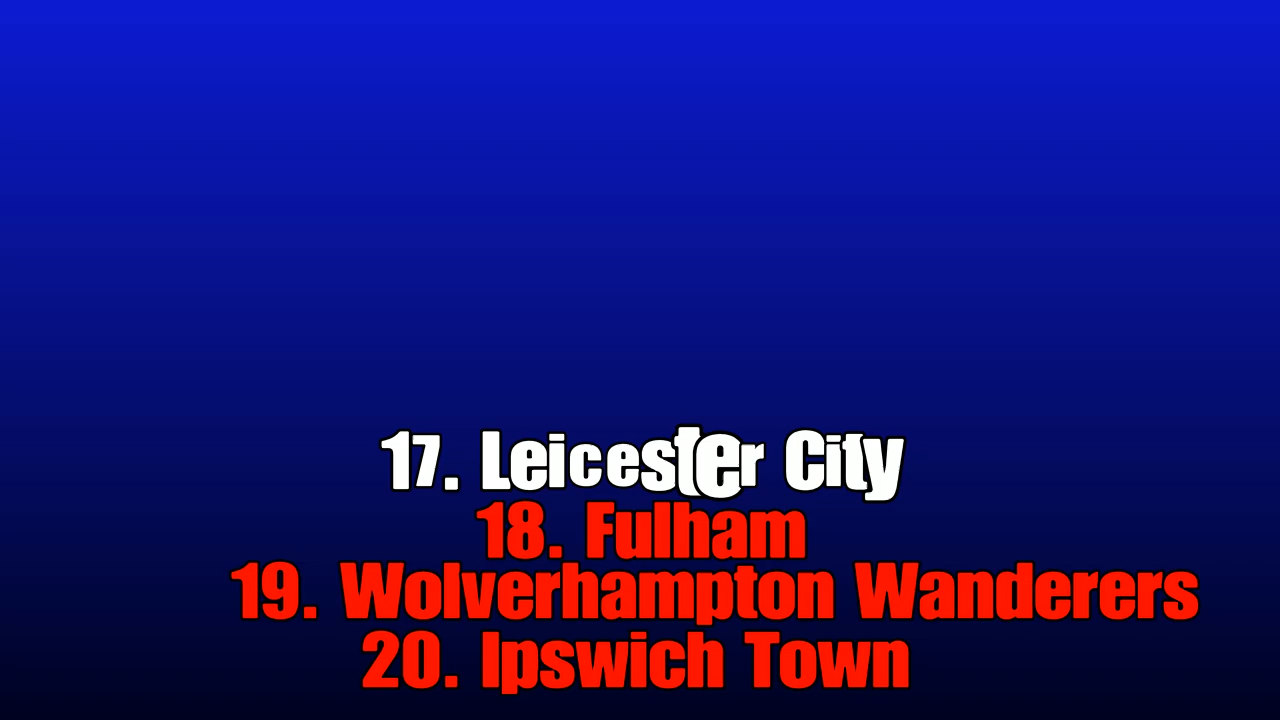 17. Leicester City
18. Fulham
19. Wolverhampton Wanderers
20. Ipswich Town